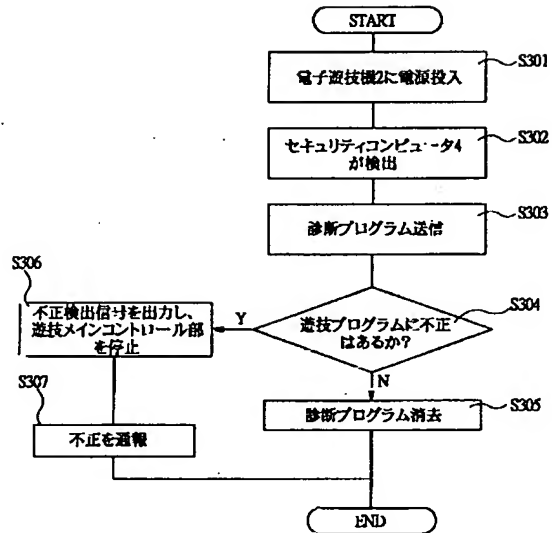 START
S301
電子遊技機2に電源投入
S302
セキュリティコンピュータ4
が検出
S303
診断プログラム送信
S304
遊技プログラムに不正
はあるか?
Y
N
S306
不正検出信号を出力し、
遊技メインコントロール部
を停止
S307
不正を通報
S305
診断プログラム消去
END